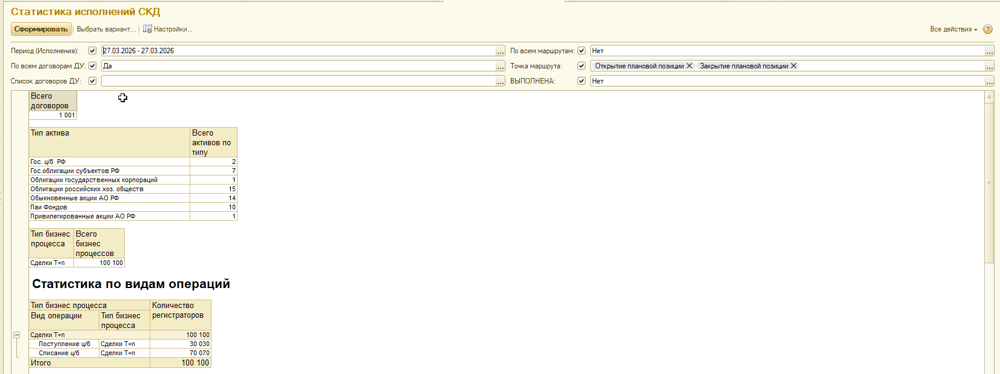 Статистика исполнений СКД
Сформировать Выбрать вариант... Настройки... Все действия ?
Период (Исполнения): 27.03.2026 - 27.03.2026 ... По всем маршрутам: Нет ...
По всем договорам ДУ: Да ... Точка маршрута: Открытие плановой позиции Закрытие плановой позиции ...
Список договоров ДУ: ... ВЫПОЛНЕНА: Нет ...
Всего
договоров
1 001
Тип актива Всего
активов по
типу
Гос. ц/б РФ 2
Гос.облигации субъектов РФ 7
Облигации государственных корпораций 1
Облигации российских хоз. обществ 15
Обыкновенные акции АО РФ 14
Паи Фондов 10
Привилегированные акции АО РФ 1
Тип бизнес Всего
процесса бизнес
процессов
Сделки Т+n 100 100
Статистика по видам операций
Тип бизнес процесса Количество
Вид операции Тип бизнес регистраторов
процесса
Сделки Т+n 100 100
Поступление ц/б Сделки Т+n 30 030
Списание ц/б Сделки Т+n 70 070
Итого 100 100